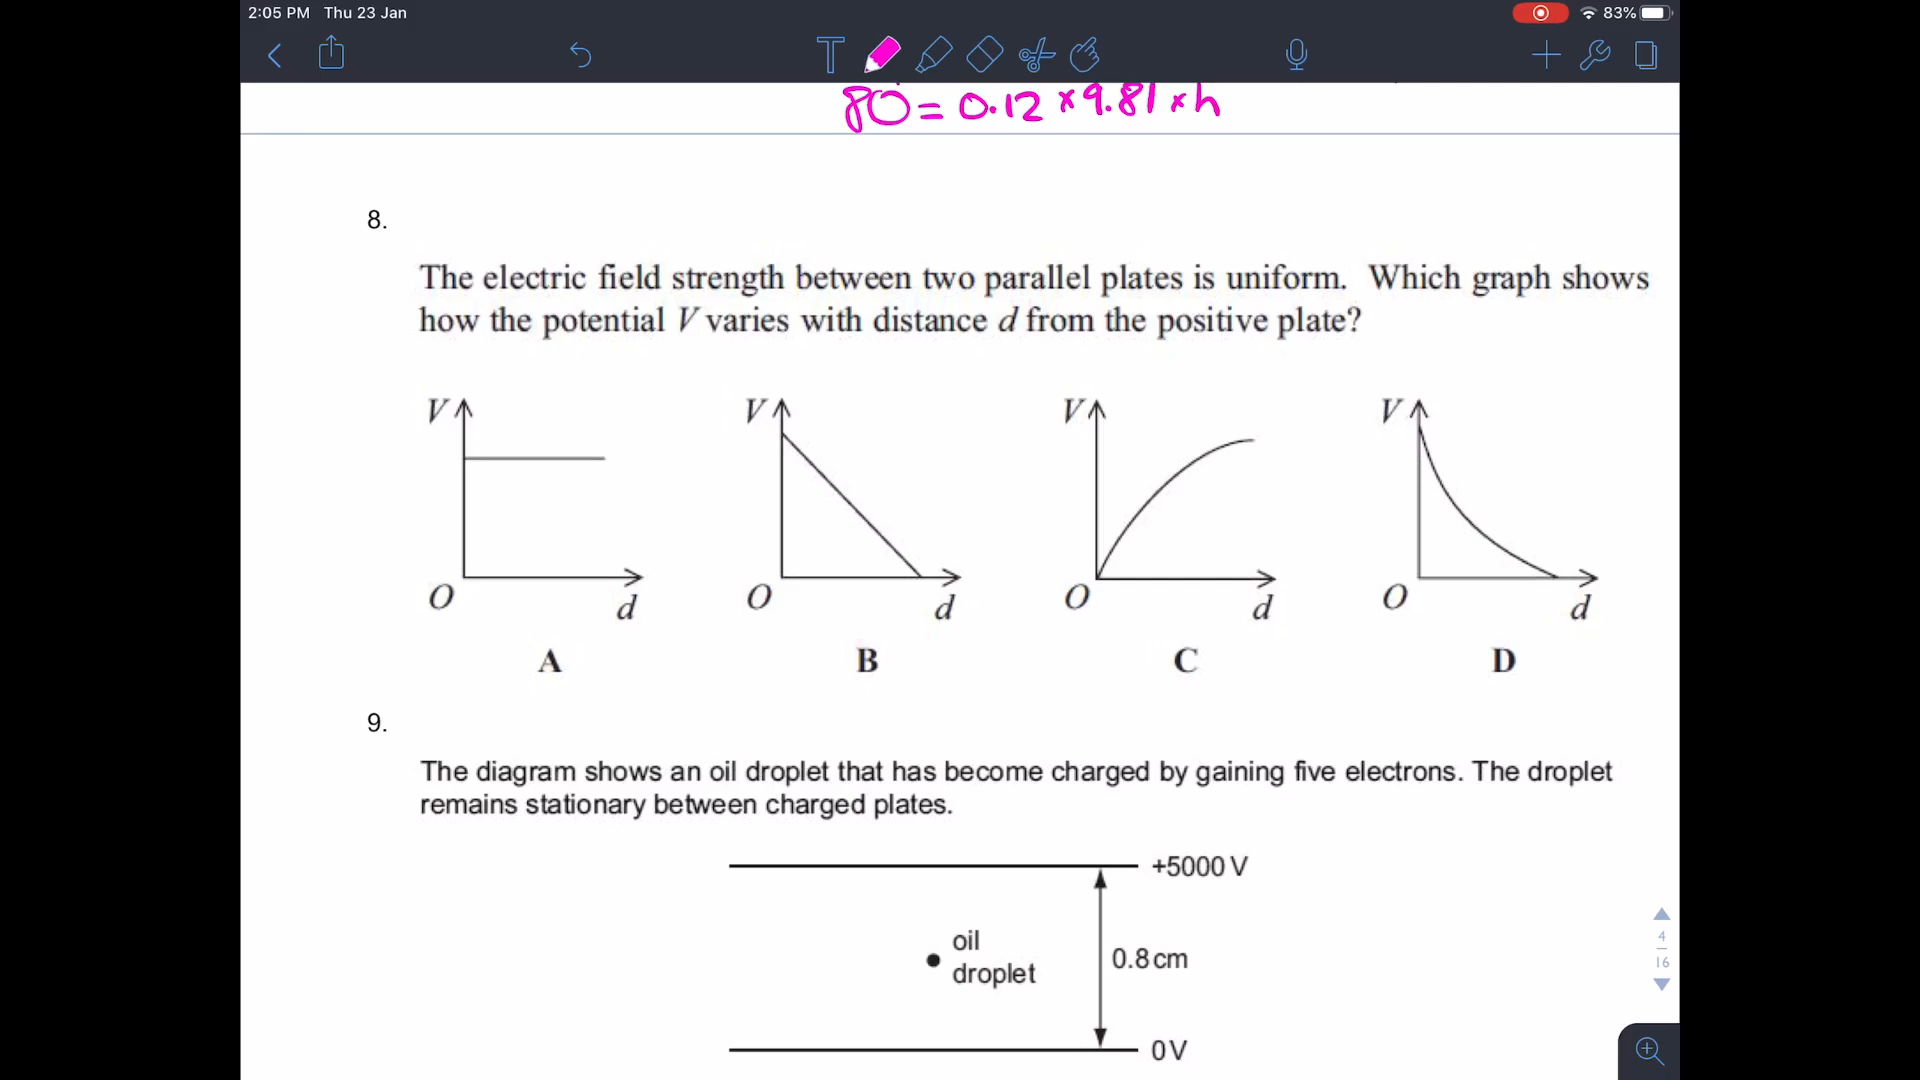 2:05 PM Thu 23 Jan
83%
T
80 = 0.12 × 9.81 × h
8.
The electric field strength between two parallel plates is uniform. Which graph shows
how the potential V varies with distance d from the positive plate?
V V V V
O d O d O d O d
A B C D
9.
The diagram shows an oil droplet that has become charged by gaining five electrons. The droplet
remains stationary between charged plates.
+5000 V
oil
droplet
0.8 cm
0 V
4
16